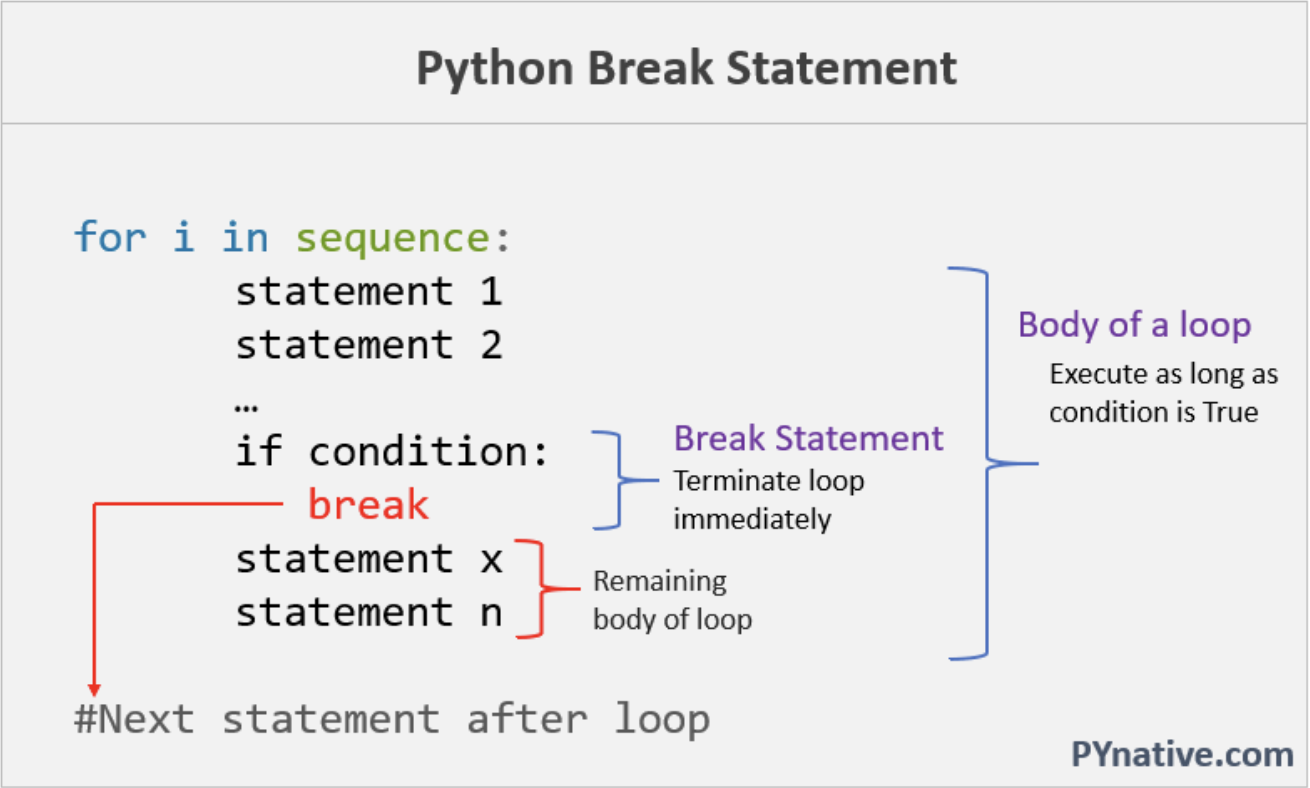 Python Break Statement
for i in sequence:
statement 1
statement 2
…
if condition:
break
statement x
statement n
#Next statement after loop
Break Statement
Terminate loop
immediately
Remaining
body of loop
Body of a loop
Execute as long as
condition is True
PYnative.com